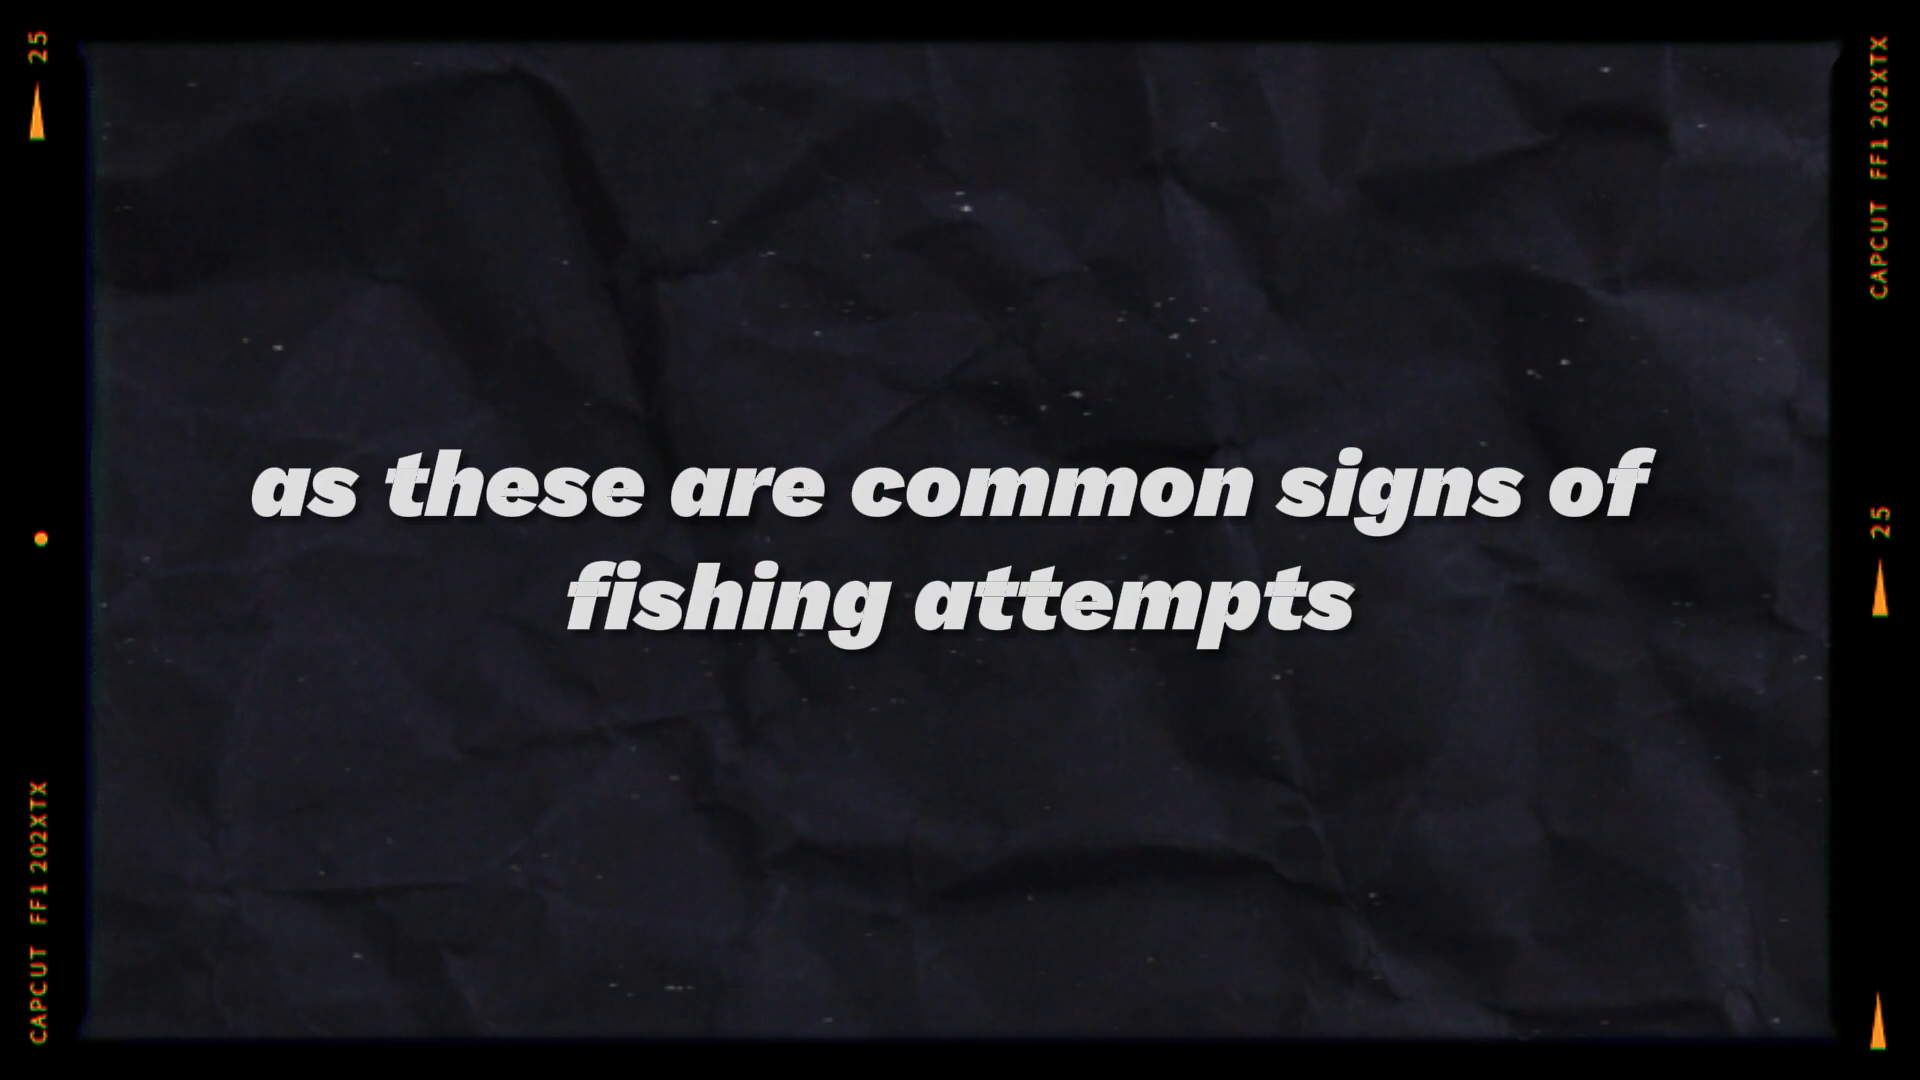 25
CAPCUT FF1 202XTX
as these are common signs of
fishing attempts
25
CAPCUT FF1 202XTX